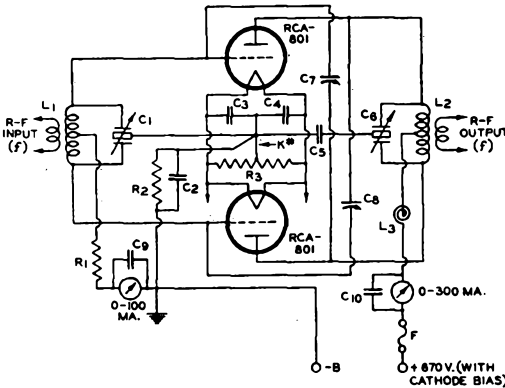 RCA-
801
C7
L1
C1
R-F
INPUT
(f)
C3
C4
C6
L2
R-F
OUTPUT
(f)
C5
K*
R2
C2
R3
C8
L3
R1
C9
0-100
MA.
RCA-
801
C10
0-300 MA.
F
-B
+670 V.(WITH
CATHODE BIAS)